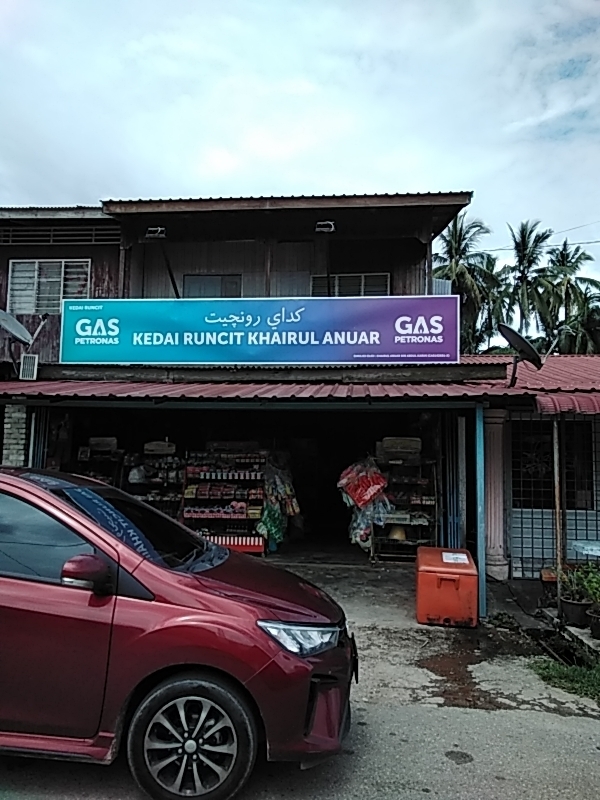 KEDAI RUNCIT
GAS
PETRONAS
كداي رونچيت
KEDAI RUNCIT KHAIRUL ANUAR
GAS
PETRONAS